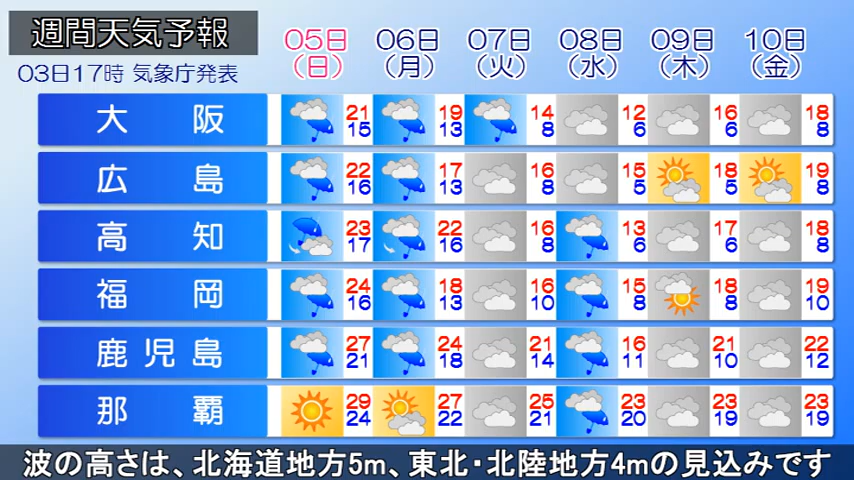 週間天気予報
03日17時 気象庁発表
05日 06日 07日 08日 09日 10日
(日) (月) (火) (水) (木) (金)
大阪 21 15 19 13 14 8 12 6 16 6 18 8
広島 22 16 17 13 16 8 15 5 18 5 19 8
高知 23 17 22 16 16 8 13 6 17 6 18 8
福岡 24 16 18 13 16 10 15 8 18 8 19 10
鹿児島 27 21 24 18 21 14 16 11 21 10 22 12
那覇 29 24 27 22 25 21 23 20 23 19 23 19
波の高さは、北海道地方5m、東北・北陸地方4mの見込みです